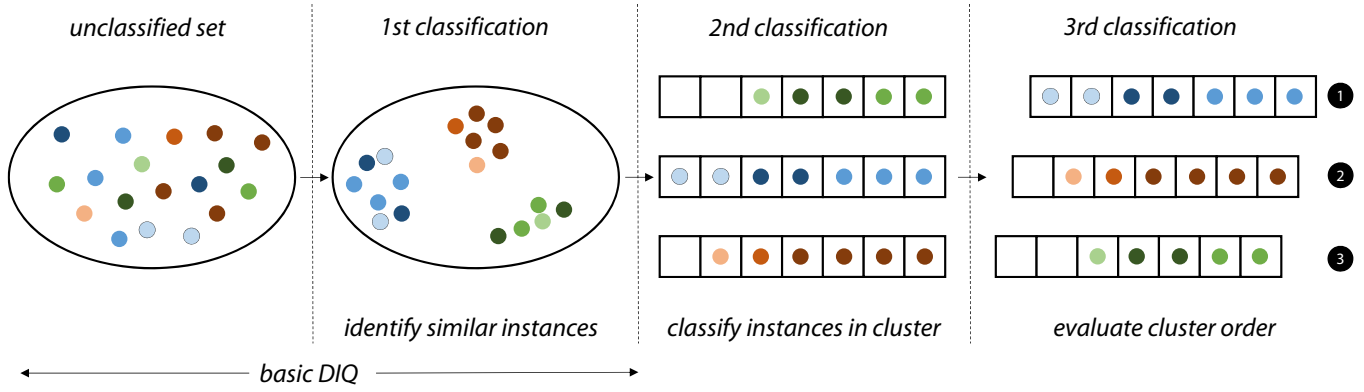 unclassified set
1st classification
2nd classification
3rd classification
1
2
3
identify similar instances
classify instances in cluster
evaluate cluster order
basic DIQ